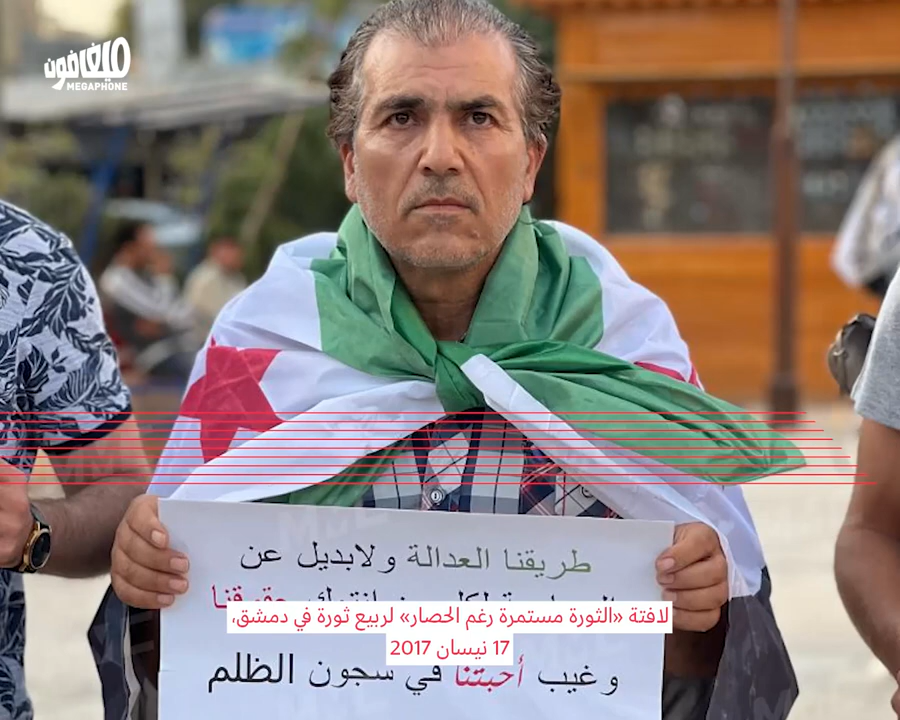 ميغافون
MEGAPHONE
طريقنا العدالة ولابديل عن
حقوقنا
لافتة «الثورة مستمرة رغم الحصار» لربيع ثورة في دمشق،
17 نيسان 2017
وغيب أحبتنا في سجون الظلم